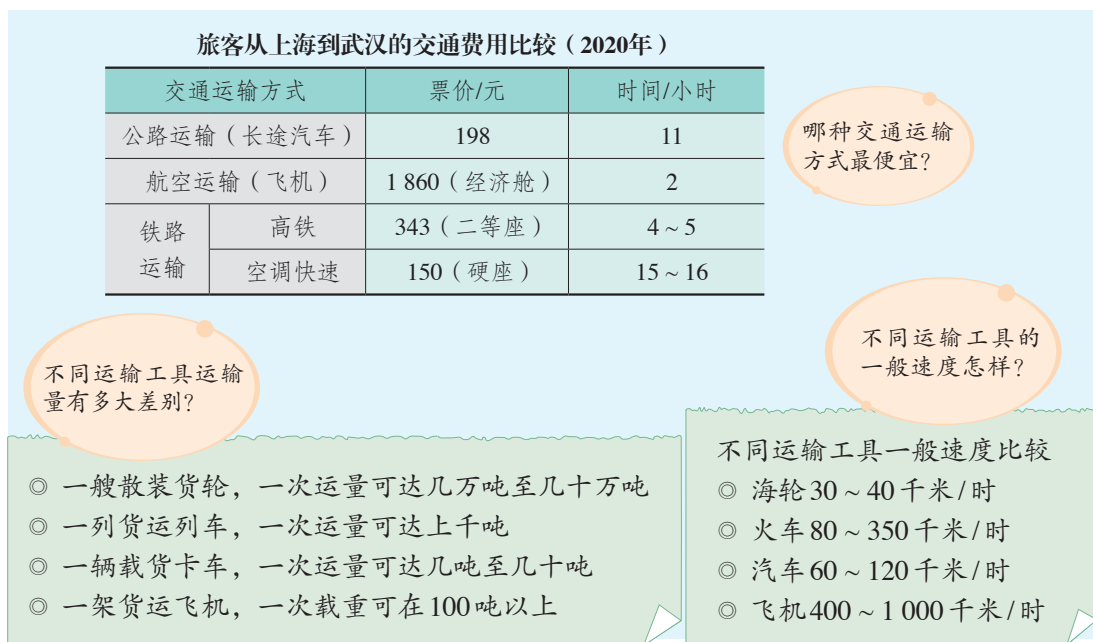 旅客从上海到武汉的交通费用比较（2020年）
交通运输方式 票价/元 时间/小时
公路运输（长途汽车） 198 11
航空运输（飞机） 1 860（经济舱） 2
铁路运输 高铁 343（二等座） 4～5
空调快速 150（硬座） 15～16
哪种交通运输
方式最便宜？
不同运输工具运输
量有多大差别？
不同运输工具的
一般速度怎样？
◎ 一艘散装货轮，一次运量可达几万吨至几十万吨
◎ 一列货运列车，一次运量可达上千吨
◎ 一辆载货卡车，一次运量可达几吨至几十吨
◎ 一架货运飞机，一次载重可在100吨以上
不同运输工具一般速度比较
◎ 海轮30～40千米/时
◎ 火车80～350千米/时
◎ 汽车60～120千米/时
◎ 飞机400～1 000千米/时